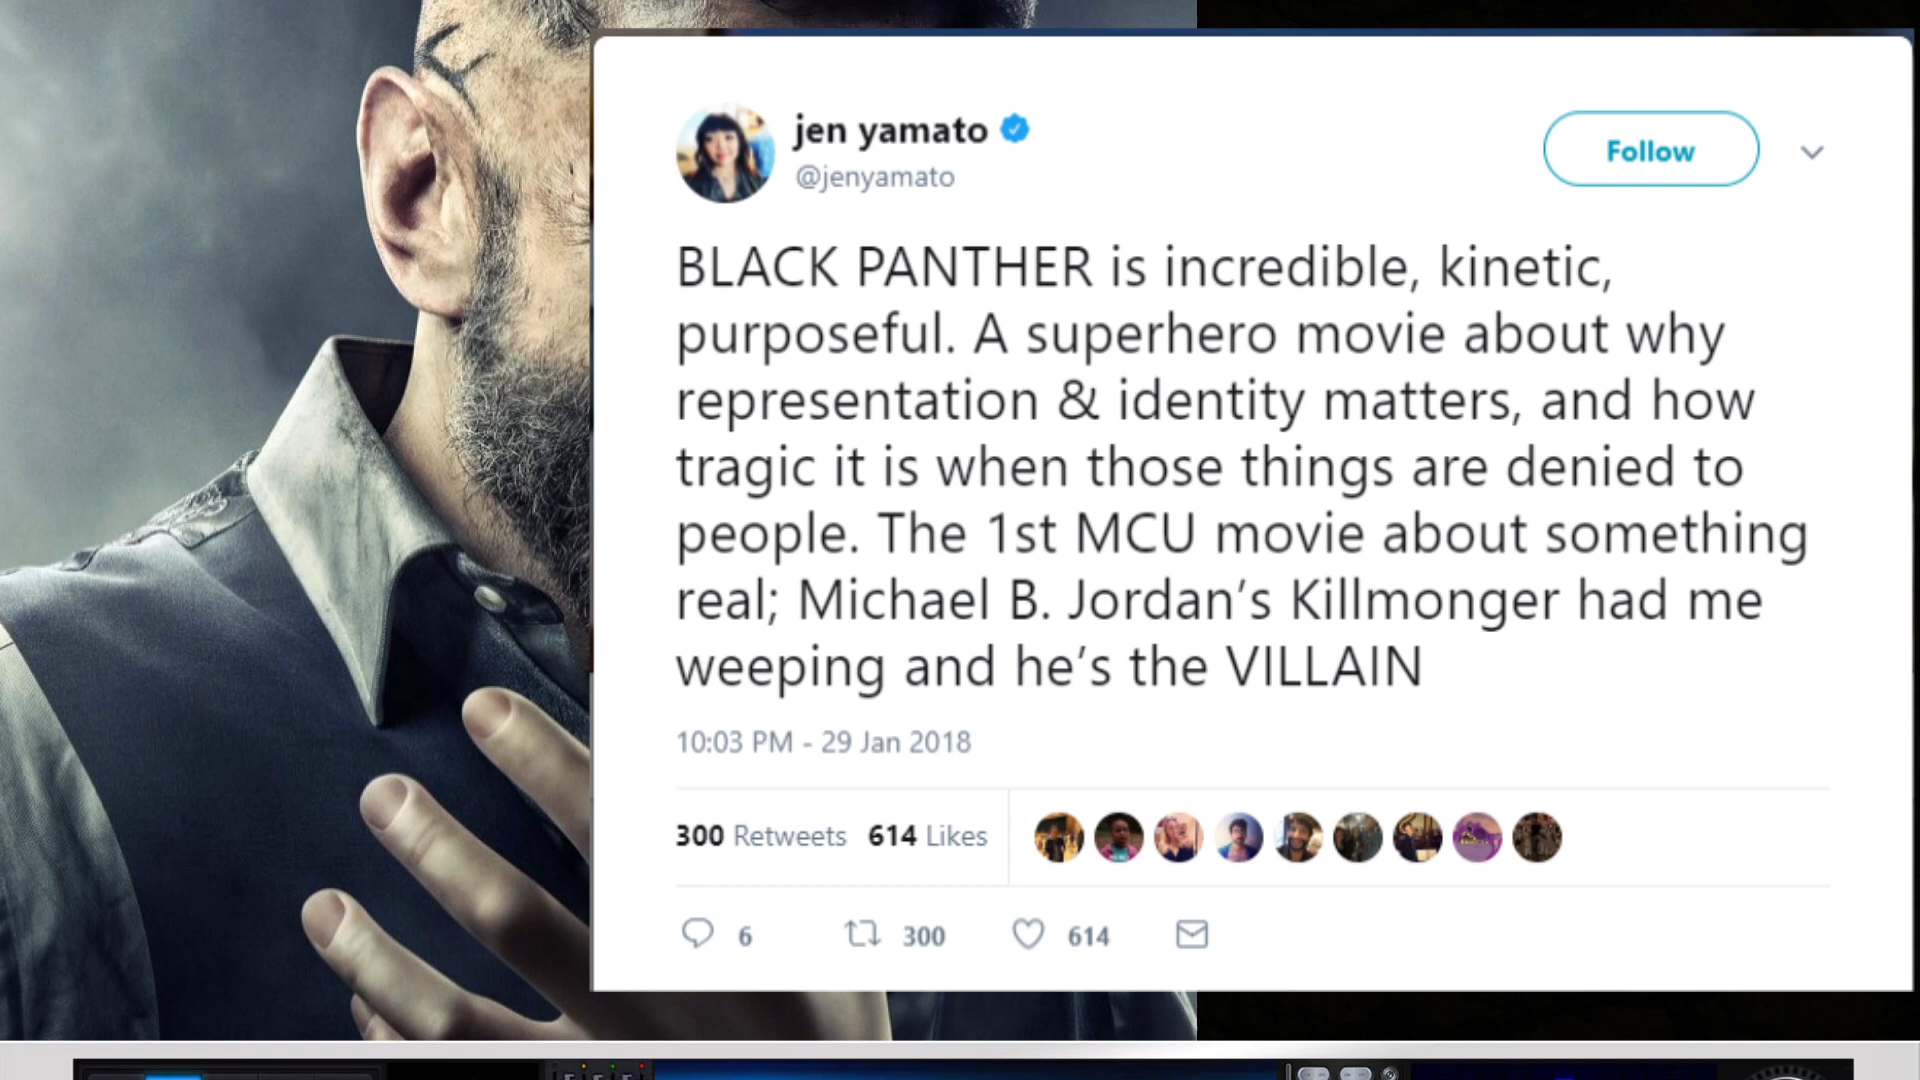 jen yamato
@jenyamato
Follow
BLACK PANTHER is incredible, kinetic,
purposeful. A superhero movie about why
representation & identity matters, and how
tragic it is when those things are denied to
people. The 1st MCU movie about something
real; Michael B. Jordan’s Killmonger had me
weeping and he’s the VILLAIN
10:03 PM - 29 Jan 2018
300 Retweets 614 Likes
6 300 614